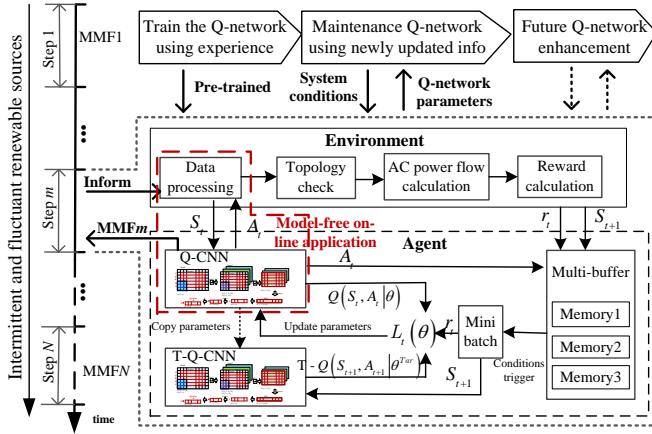 Intermittent and fluctuant renewable sources
Step 1
Step m
Step N
MMF1
MMFm
MMFN
time
Train the Q-network
using experience
Maintenance Q-network
using newly updated info
Future Q-network
enhancement
Pre-trained
System
conditions
Q-network
parameters
Environment
Inform
Data
processing
Topology
check
AC power flow
calculation
Reward
calculation
S_t
A_t
Model-free on-
line application
r_t
S_{t+1}
Agent
Q-CNN
A_t
Q(S_t, A_t|θ)
Multi-buffer
Memory1
Memory2
Memory3
Copy parameters
Update parameters
L_t(θ)
r_t
Mini
batch
Conditions
trigger
T-Q-CNN
T - Q(S_{t+1}, A_{t+1}|θ^{Tar})
S_{t+1}